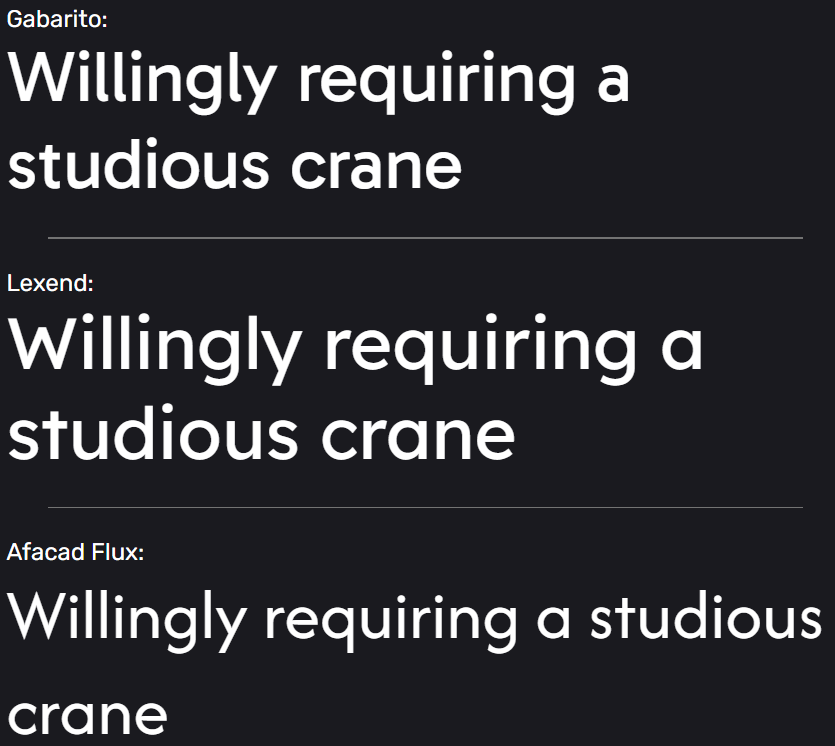 Gabarito:
Willingly requiring a
studious crane
Lexend:
Willingly requiring a
studious crane
Afacad Flux:
Willingly requiring a studious
crane